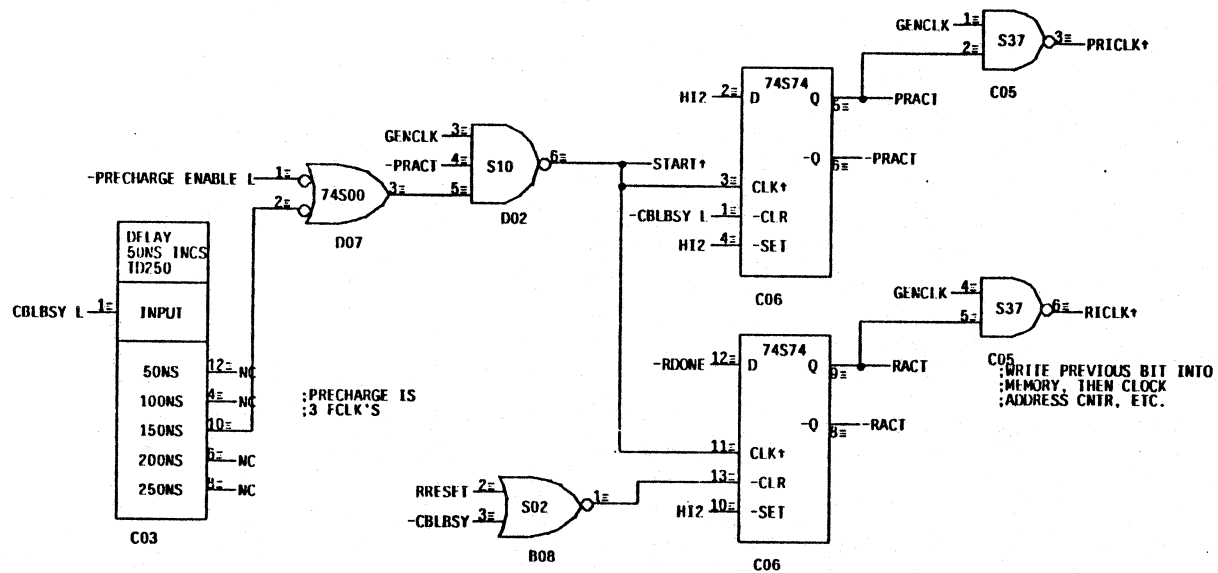 GENCLK 1≡
S37
3≡ PRICLK↑
2≡
C05
74S74
HI2 2≡ D Q
5≡ PRACT
GENCLK 3≡
-PRACT 4≡ S10 6≡ START↑
-Q
6≡ -PRACT
-PRECHARGE ENABLE L 1≡
74S00 3≡ 5≡
3≡ CLK↑
2≡
D02
-CBLBSY L 1≡ -CLR
D07
HI2 4≡ -SET
DELAY
50NS INCS
TD250
C06
GENCLK 4≡
CBLBSY L 1≡ INPUT
S37 6≡ RICLK↑
5≡
74S74
-RDONE 12≡ D Q
9≡ RACT
C05
;WRITE PREVIOUS BIT INTO
;MEMORY, THEN CLOCK
;ADDRESS CNTR, ETC.
50NS 12≡ NC
;PRECHARGE IS
;3 FCLK'S
100NS 4≡ NC
150NS 10≡
-Q
8≡ -RACT
11≡ CLK↑
200NS 6≡ NC
13≡ -CLR
250NS 8≡ NC
RRESET 2≡
S02 1≡
-CBLBSY 3≡
HI2 10≡ -SET
C03
B08
C06